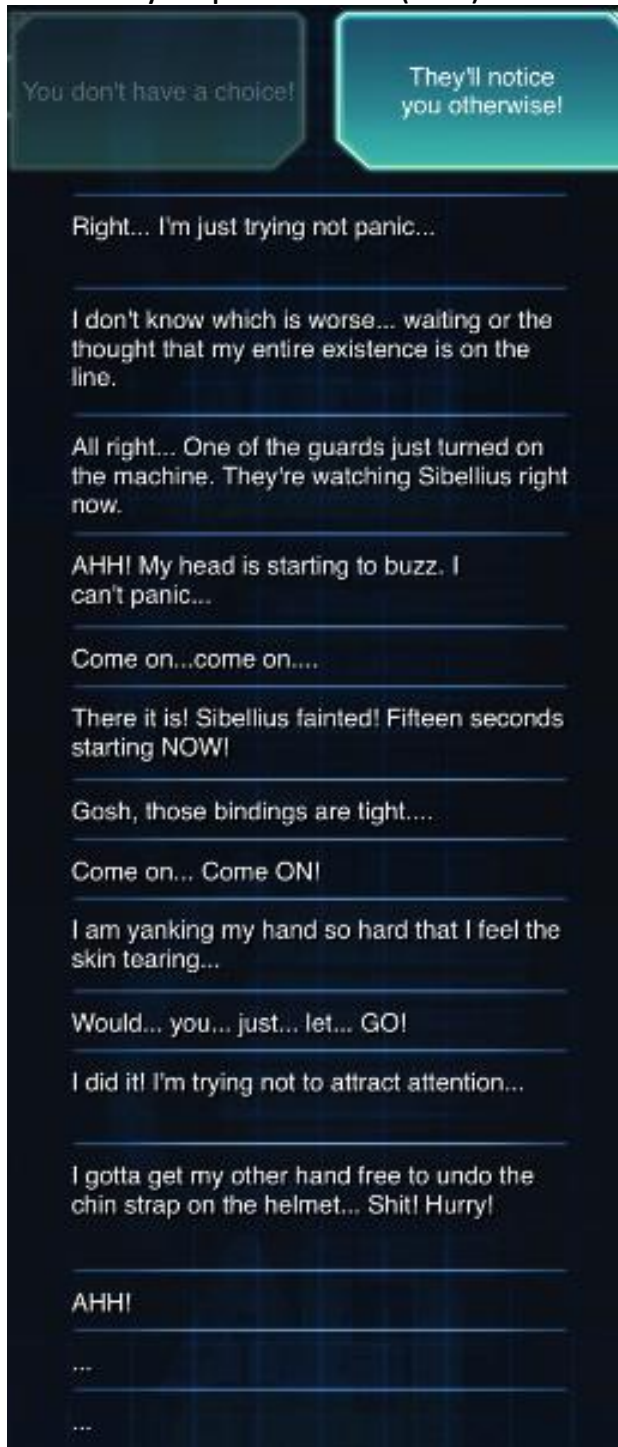 You don't have a choice!
They'll notice
you otherwise!
Right... I'm just trying not panic...
I don't know which is worse... waiting or the
thought that my entire existence is on the
line.
All right... One of the guards just turned on
the machine. They're watching Sibellius right
now.
AHH! My head is starting to buzz. I
can't panic...
Come on...come on....
There it is! Sibellius fainted! Fifteen seconds
starting NOW!
Gosh, those bindings are tight....
Come on... Come ON!
I am yanking my hand so hard that I feel the
skin tearing...
Would... you... just... let... GO!
I did it! I'm trying not to attract attention...
I gotta get my other hand free to undo the
chin strap on the helmet... Shit! Hurry!
AHH!
...
...